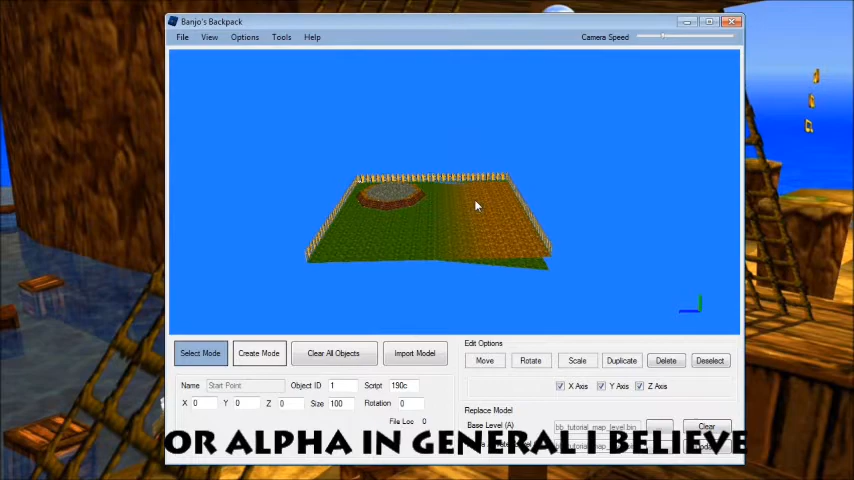 Banjo's Backpack
File View Options Tools Help Camera Speed
Select Mode Create Mode Clear All Objects Import Model
Edit Options
Move Rotate Scale Duplicate Delete Deselect
X Axis Y Axis Z Axis
Name Start Point Object ID 1 Script 190c
X 0 Y 0 Z 0 Size 100 Rotation 0
File Loc 0
Replace Model
Base Level (A) bb_tutorial_map_level.bin ... Clear
OR ALPHA IN GENERAL I BELIEVE